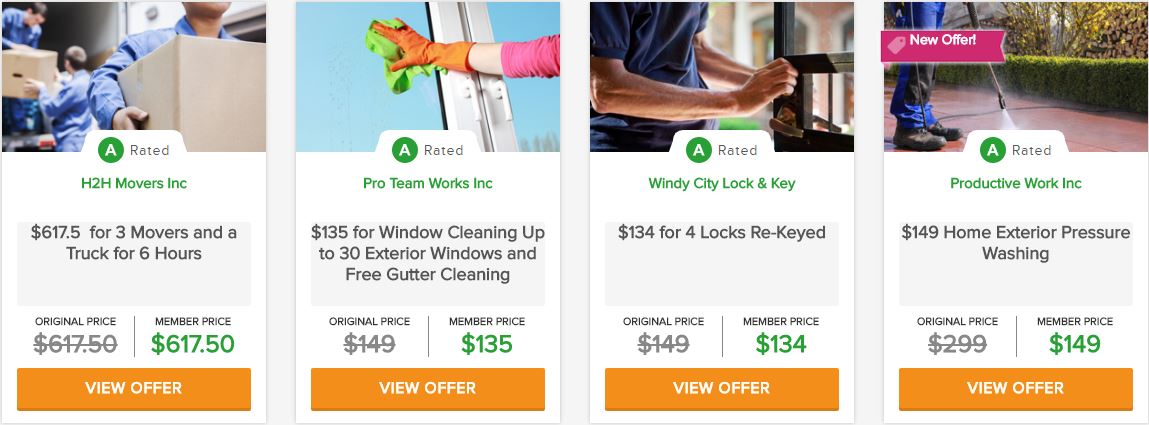 A Rated
H2H Movers Inc
$617.5 for 3 Movers and a
Truck for 6 Hours
ORIGINAL PRICE
$617.50
MEMBER PRICE
$617.50
VIEW OFFER
A Rated
Pro Team Works Inc
$135 for Window Cleaning Up
to 30 Exterior Windows and
Free Gutter Cleaning
ORIGINAL PRICE
$149
MEMBER PRICE
$135
VIEW OFFER
A Rated
Windy City Lock & Key
$134 for 4 Locks Re-Keyed
ORIGINAL PRICE
$149
MEMBER PRICE
$134
VIEW OFFER
New Offer!
A Rated
Productive Work Inc
$149 Home Exterior Pressure
Washing
ORIGINAL PRICE
$299
MEMBER PRICE
$149
VIEW OFFER